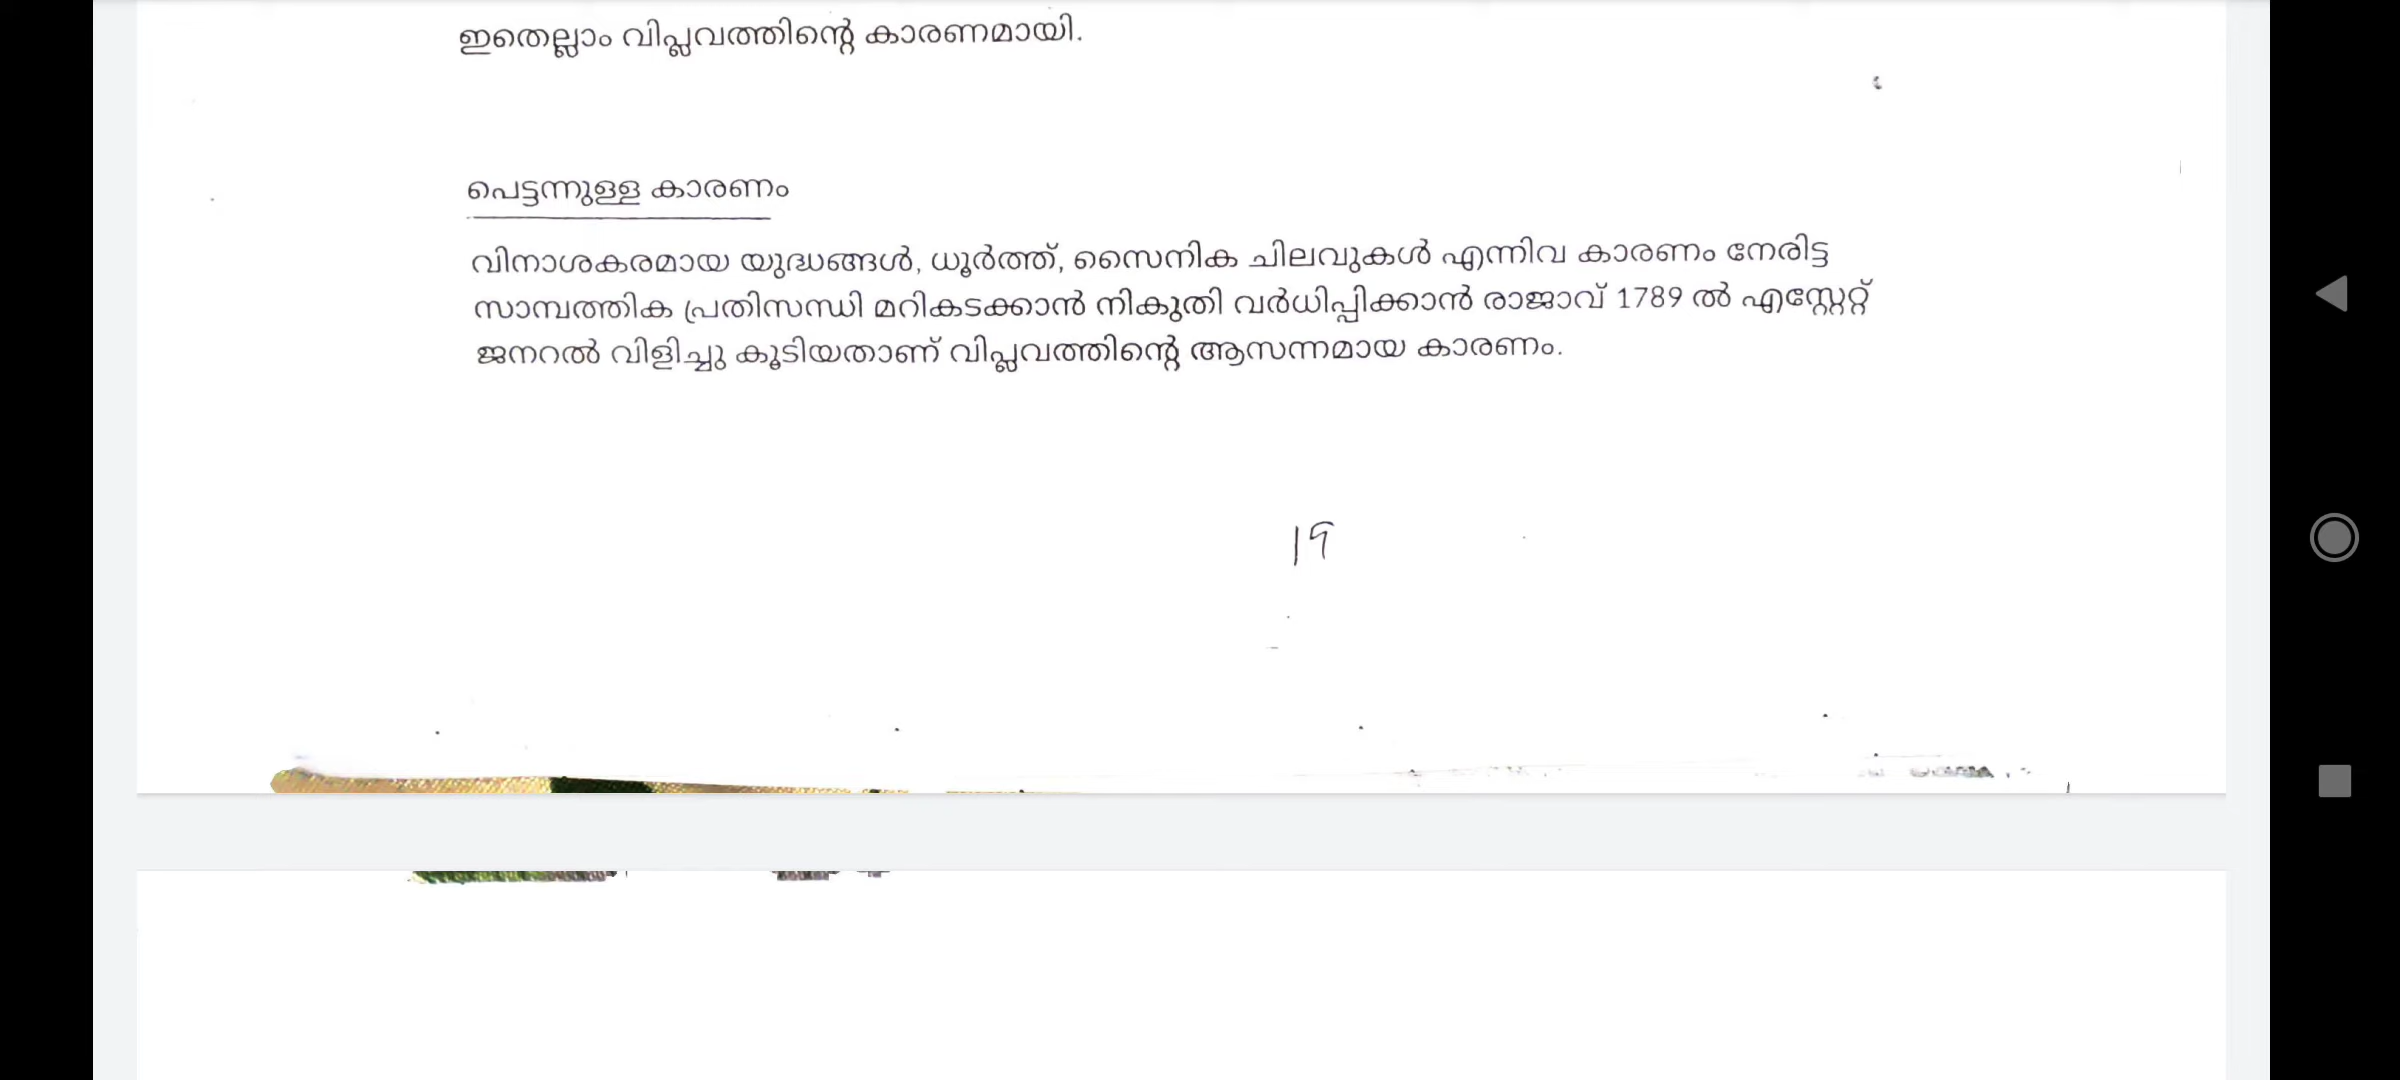 ഇതെല്ലാം വിപ്ലവത്തിന്റെ കാരണമായി.
പെട്ടന്നുള്ള കാരണം
വിനാശകരമായ യുദ്ധങ്ങൾ, ധൂർത്ത്, സൈനിക ചിലവുകൾ എന്നിവ കാരണം നേരിട്ട
സാമ്പത്തിക പ്രതിസന്ധി മറികടക്കാൻ നികുതി വർധിപ്പിക്കാൻ രാജാവ് 1789 ൽ എസ്റ്റേറ്റ്
ജനറൽ വിളിച്ചു കൂടിയതാണ് വിപ്ലവത്തിന്റെ ആസന്നമായ കാരണം.
19